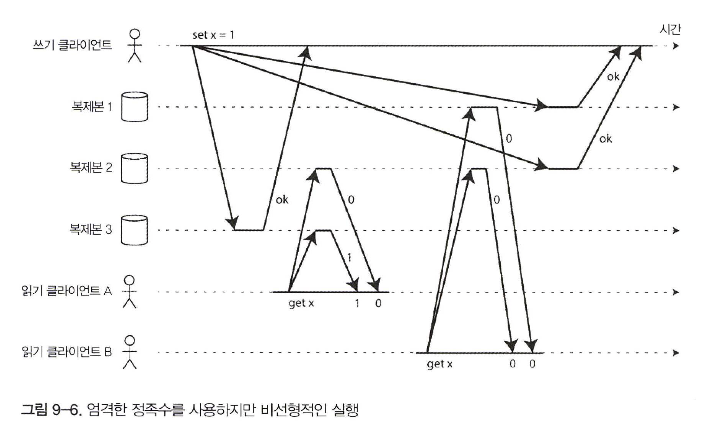 set x = 1
시간
쓰기 클라이언트
ok
복제본 1
0
ok
복제본 2
ok
0
0
복제본 3
1
읽기 클라이언트 A
get x
1
0
읽기 클라이언트 B
get x
0
0
그림 9-6. 엄격한 정족수를 사용하지만 비선형적인 실행